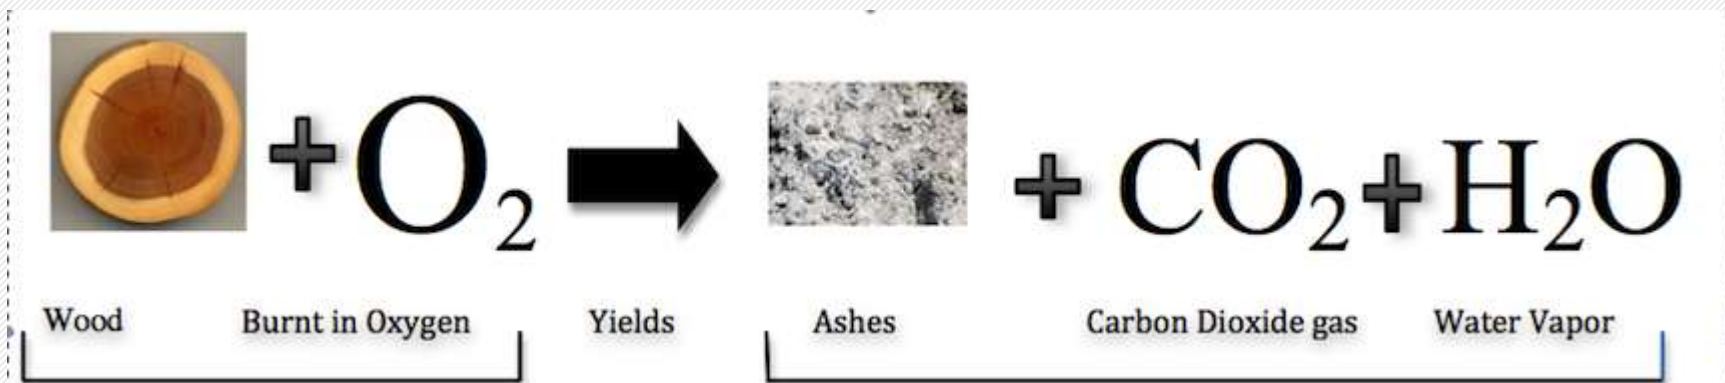 + O₂ → + CO₂ + H₂O
Wood Burnt in Oxygen Yields Ashes Carbon Dioxide gas Water Vapor